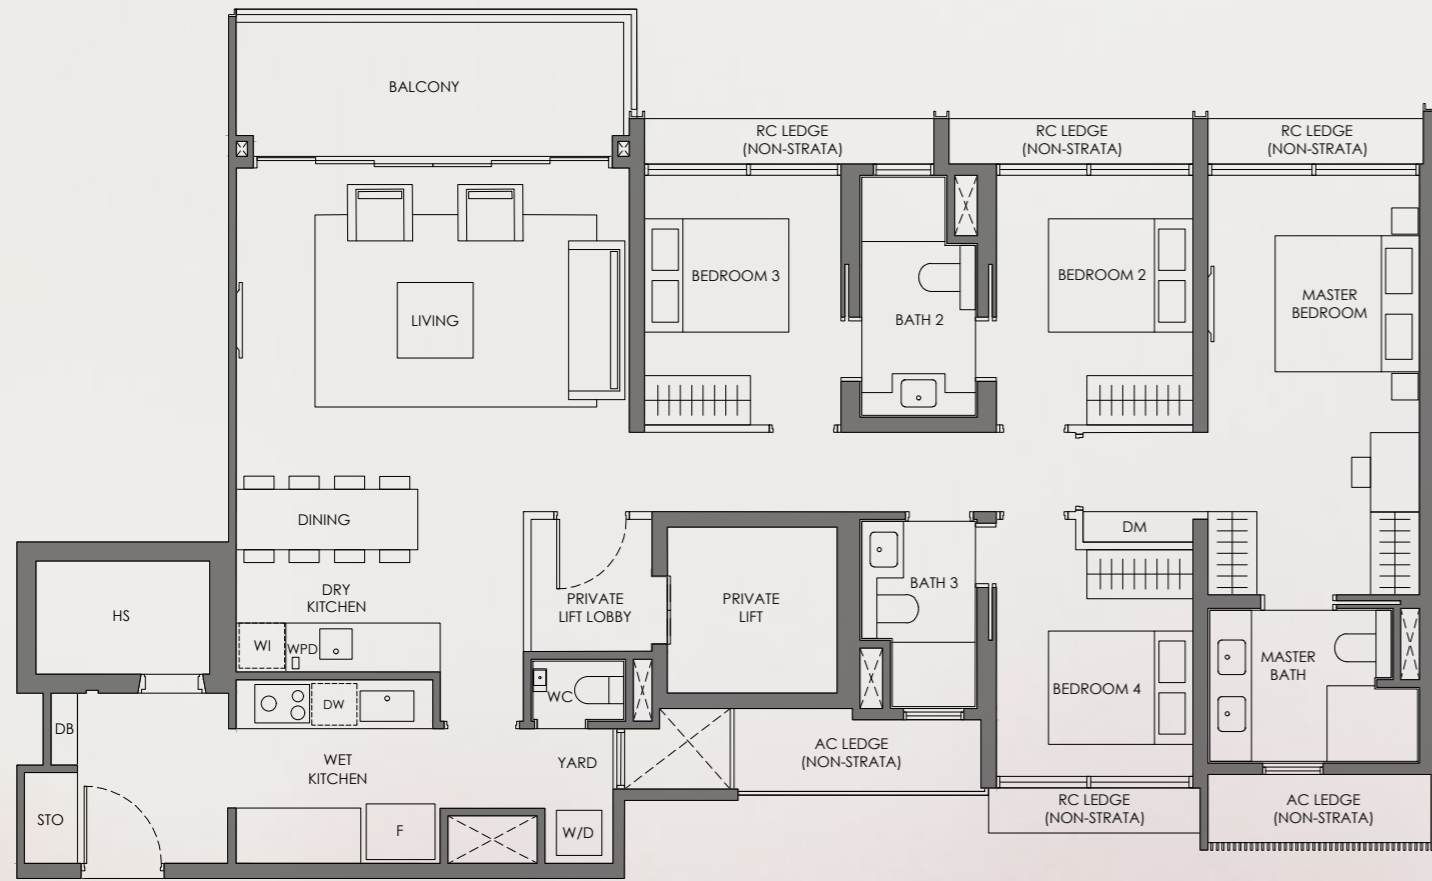 BALCONY
RC LEDGE
(NON-STRATA)
RC LEDGE
(NON-STRATA)
RC LEDGE
(NON-STRATA)
BEDROOM 3
BEDROOM 2
MASTER
BEDROOM
LIVING
BATH 2
DINING
DM
DRY
KITCHEN
PRIVATE
LIFT LOBBY
PRIVATE
LIFT
BATH 3
HS
WI
WPD
MASTER
BATH
BEDROOM 4
WC
DW
DB
WET
KITCHEN
YARD
AC LEDGE
(NON-STRATA)
RC LEDGE
(NON-STRATA)
AC LEDGE
(NON-STRATA)
STO
F
W/D